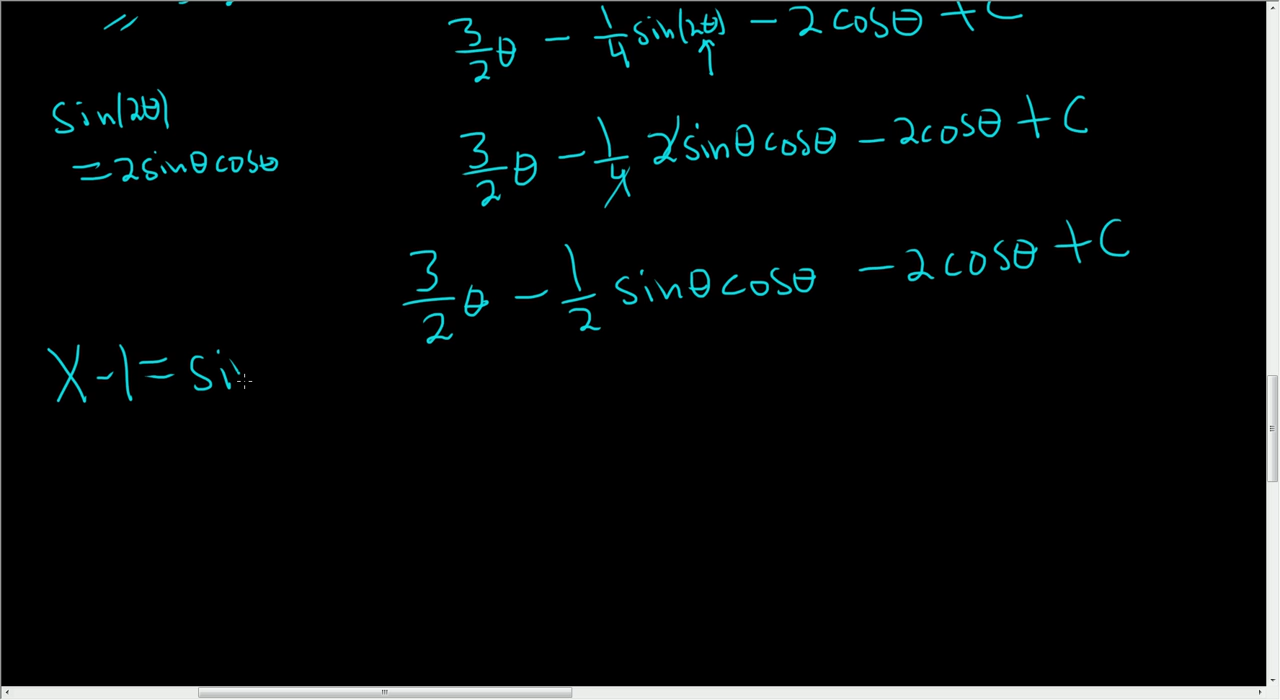 3/2 θ - 1/4 sin(2θ) - 2cosθ + C
sin(2θ)
= 2sinθcosθ
3/2 θ - 1/4 2sinθcosθ - 2cosθ + C
3/2 θ - 1/2 sinθcosθ - 2cosθ + C
X-1= sin